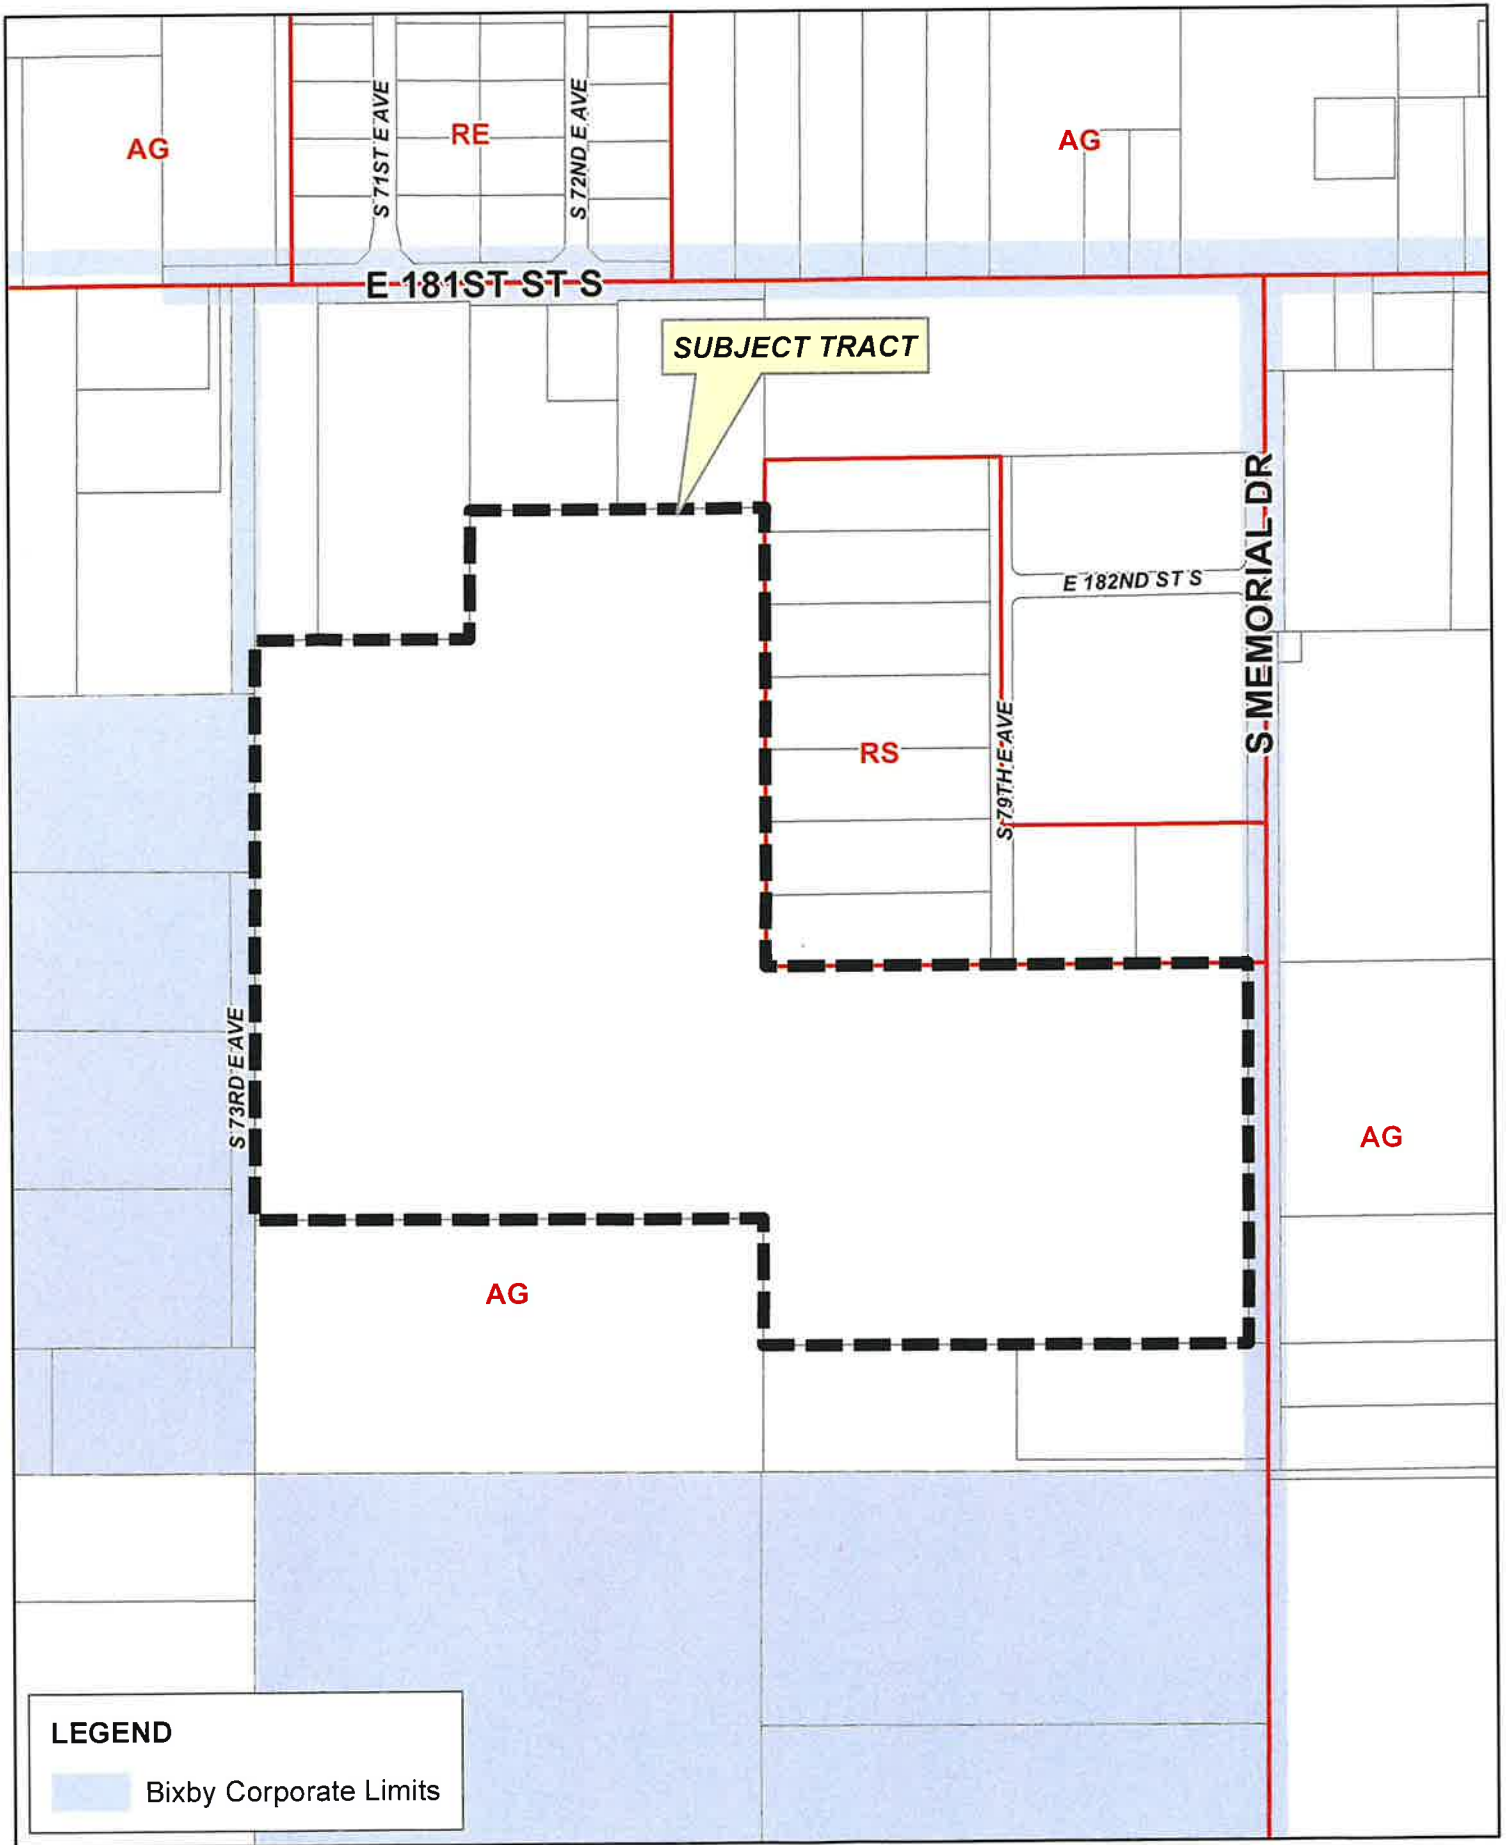 S 71ST E AVE
S 72ND E AVE
AG
RE
AG
E 181ST ST S
SUBJECT TRACT
S MEMORIAL DR
E 182ND ST S
RS
S 79TH E AVE
S 73RD E AVE
AG
AG
LEGEND
Bixby Corporate Limits